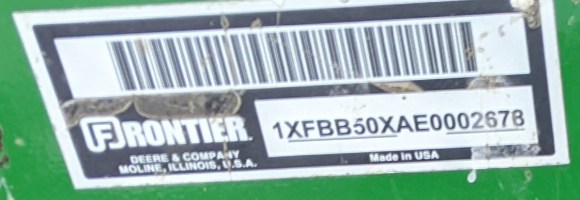 FRONTIER
1XFBB50XAE0002678
DEERE & COMPANY
MOLINE, ILLINOIS, U.S.A.
Made in USA